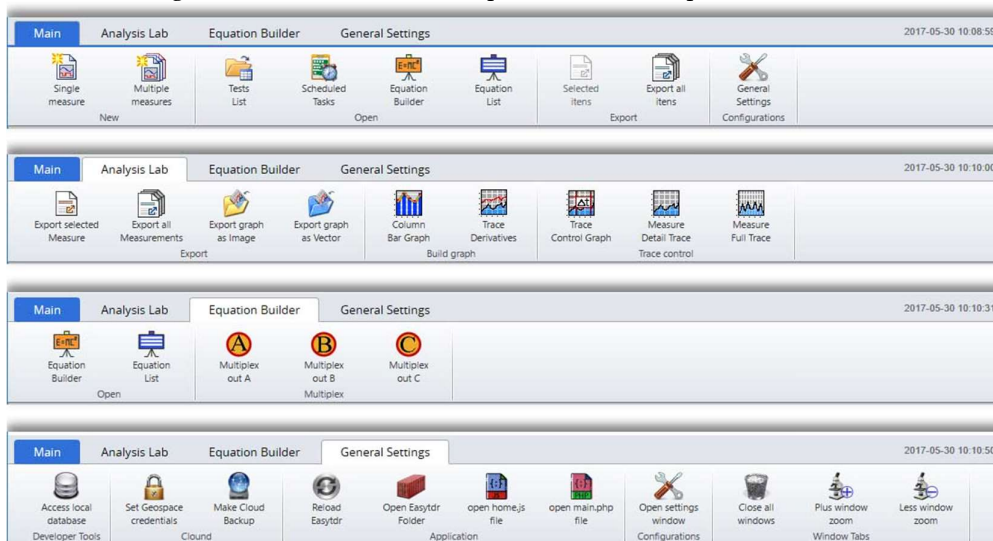 Main Analysis Lab Equation Builder General Settings 2017-05-30 10:08:59
Single Multiple Tests Scheduled Equation Equation Selected Export all General
measure measures List Tasks Builder List itens itens Settings
New Open Export Configurations
Main Analysis Lab Equation Builder General Settings 2017-05-30 10:10:00
Export selected Export all Export graph Export graph Column Trace Trace Measure Measure
Measure Measurements as Image as Vector Bar Graph Derivatives Control Graph Detail Trace Full Trace
Export Build graph Trace control
Main Analysis Lab Equation Builder General Settings 2017-05-30 10:10:31
A B C
Equation Equation Multiplex Multiplex Multiplex
Builder List out A out B out C
Open Multiplex
Main Analysis Lab Equation Builder General Settings 2017-05-30 10:10:50
Access local Set Geospace Make Cloud Reload Open Easytdr open home.js open main.php Open settings Close all Plus window Less window
database credentials Backup Easytdr Folder file file window windows zoom zoom
Developer Tools Clound Application Configurations Window Tabs